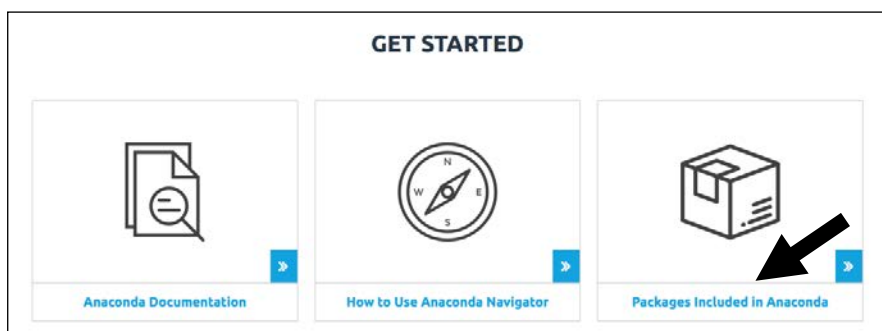 GET STARTED
N
W E
S
»
»
»
Anaconda Documentation
How to Use Anaconda Navigator
Packages Included in Anaconda